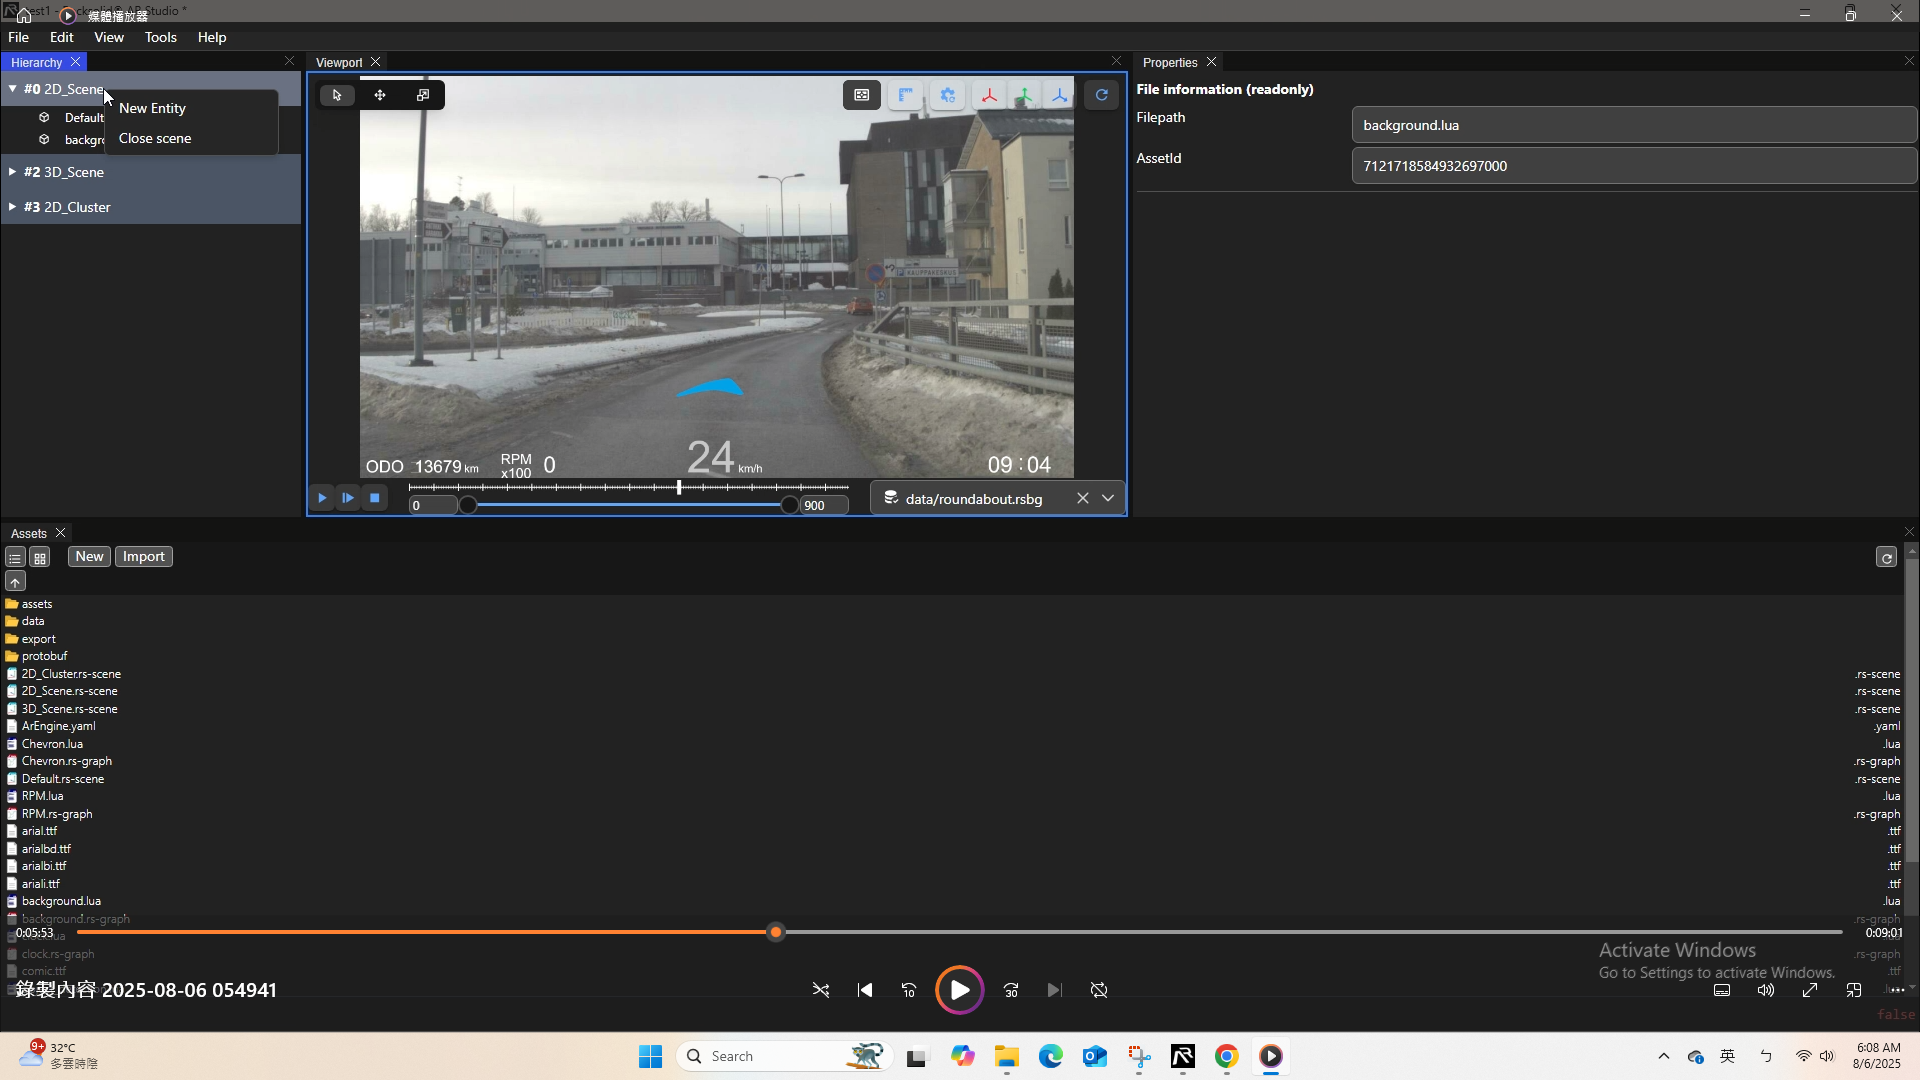 test1 - Rocksolid® AR Studio *
媒體播放器
File Edit View Tools Help
Hierarchy
#0 2D_Scene
Default
backgro
New Entity
Close scene
#2 3D_Scene
#3 2D_Cluster
Viewport
KAUPPAKESKUS
ODO 13679 km
RPM x100 0
24 km/h
09 : 04
0
900
data/roundabout.rsbg
Properties
File information (readonly)
Filepath
background.lua
AssetId
7121718584932697000
Assets
New Import
assets
data
export
protobuf
2D_Cluster.rs-scene .rs-scene
2D_Scene.rs-scene .rs-scene
3D_Scene.rs-scene .rs-scene
ArEngine.yaml .yaml
Chevron.lua .lua
Chevron.rs-graph .rs-graph
Default.rs-scene .rs-scene
RPM.lua .lua
RPM.rs-graph .rs-graph
arial.ttf .ttf
arialbd.ttf .ttf
arialbi.ttf .ttf
ariali.ttf .ttf
background.lua .lua
background.rs-graph .rs-graph
0:05:53
clock.lua
0:09:01
clock.rs-graph .rs-graph
comic.ttf .ttf
Activate Windows
Go to Settings to activate Windows.
錄製內容 2025-08-06 054941
10
30
false
9+
32°C
多雲時陰
Search
英
ㄣ
6:08 AM
8/6/2025